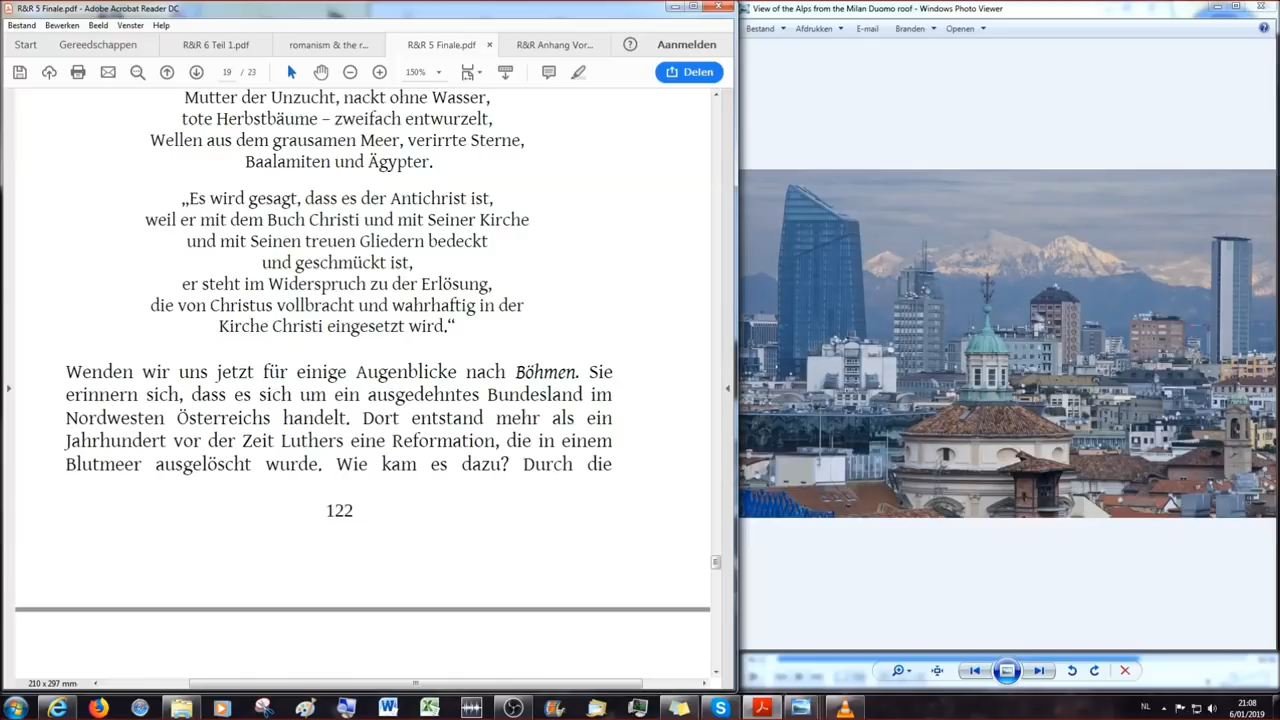 R&R 5 Finale.pdf - Adobe Acrobat Reader DC
Bestand Bewerken Beeld Venster Help
Start Gereedschappen R&R 6 Teil 1.pdf romanism & the r... R&R 5 Finale.pdf × R&R Anhang Vor... Aanmelden
19 / 23 150% Delen
Mutter der Unzucht, nackt ohne Wasser,
tote Herbstbäume – zweifach entwurzelt,
Wellen aus dem grausamen Meer, verirrte Sterne,
Baalamiten und Ägypter.
„Es wird gesagt, dass es der Antichrist ist,
weil er mit dem Buch Christi und mit Seiner Kirche
und mit Seinen treuen Gliedern bedeckt
und geschmückt ist,
er steht im Widerspruch zu der Erlösung,
die von Christus vollbracht und wahrhaftig in der
Kirche Christi eingesetzt wird.“
Wenden wir uns jetzt für einige Augenblicke nach Böhmen. Sie
erinnern sich, dass es sich um ein ausgedehntes Bundesland im
Nordwesten Österreichs handelt. Dort entstand mehr als ein
Jahrhundert vor der Zeit Luthers eine Reformation, die in einem
Blutmeer ausgelöscht wurde. Wie kam es dazu? Durch die
122
210 x 297 mm
View of the Alps from the Milan Duomo roof - Windows Photo Viewer
Bestand Afdrukken E-mail Branden Openen
NL 21:08
6/01/2019